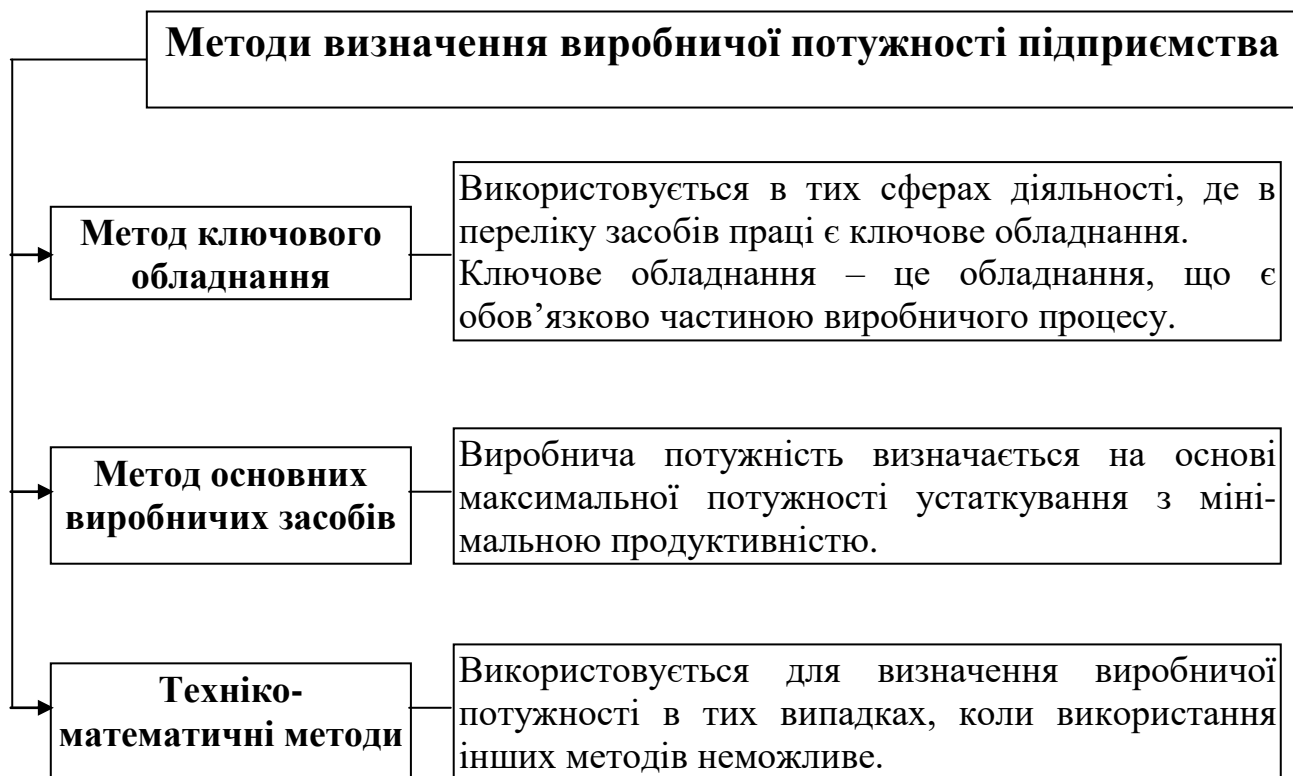 Методи визначення виробничої потужності підприємства
Метод ключового
обладнання
Використовується в тих сферах діяльності, де в
переліку засобів праці є ключове обладнання.
Ключове обладнання – це обладнання, що є
обов’язково частиною виробничого процесу.
Метод основних
виробничих засобів
Виробнича потужність визначається на основі
максимальної потужності устаткування з міні-
мальною продуктивністю.
Техніко-
математичні методи
Використовується для визначення виробничої
потужності в тих випадках, коли використання
інших методів неможливе.